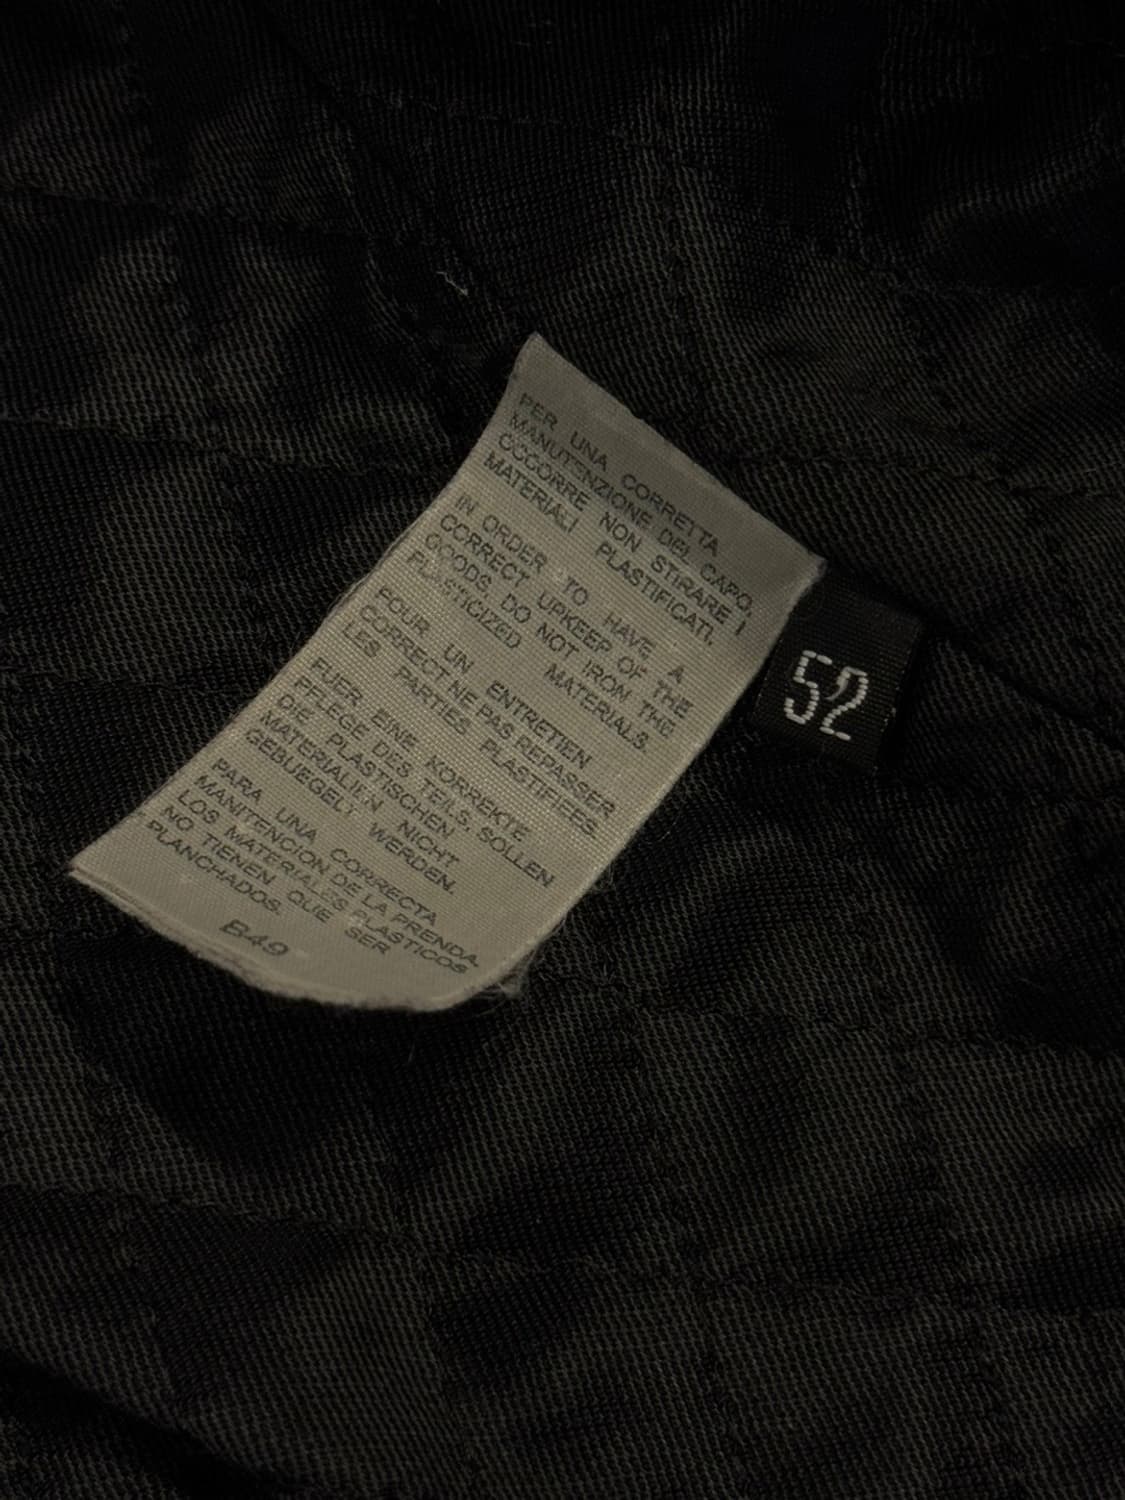 PER UNA CORRETTA
MANUTENZIONE DEL CAPO,
OCCORRE NON STIRARE I
MATERIALI PLASTIFICATI.
IN ORDER TO HAVE A
CORRECT UPKEEP OF THE
GOODS, DO NOT IRON THE
PLASTICIZED MATERIALS.
POUR UN ENTRETIEN
CORRECT NE PAS REPASSER
LES PARTIES PLASTIFIEES.
FUER EINE KORREKTE
PFLEGE DES TEILS, SOLLEN
DIE PLASTISCHEN
MATERIALIEN NICHT
GEBUEGELT WERDEN.
PARA UNA CORRECTA
MANUTENCION DE LA PRENDA
LOS MATERIALES PLASTICOS
NO TIENEN QUE SER
PLANCHADOS.
B49
52